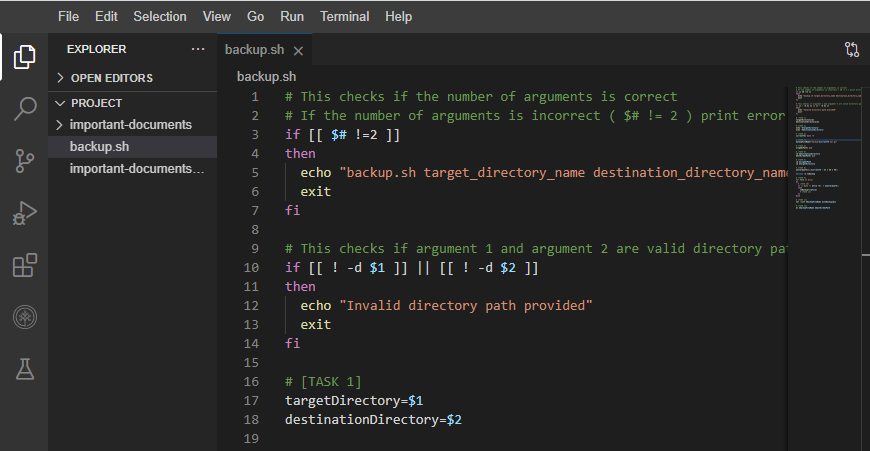 File Edit Selection View Go Run Terminal Help
EXPLORER ···
OPEN EDITORS
PROJECT
important-documents
backup.sh
important-documents...
backup.sh ×
backup.sh
1 # This checks if the number of arguments is correct
2 # If the number of arguments is incorrect ( $# != 2 ) print error
3 if [[ $# !=2 ]]
4 then
5 echo "backup.sh target_directory_name destination_directory_name
6 exit
7 fi
8
9 # This checks if argument 1 and argument 2 are valid directory pa
10 if [[ ! -d $1 ]] || [[ ! -d $2 ]]
11 then
12 echo "Invalid directory path provided"
13 exit
14 fi
15
16 # [TASK 1]
17 targetDirectory=$1
18 destinationDirectory=$2
19